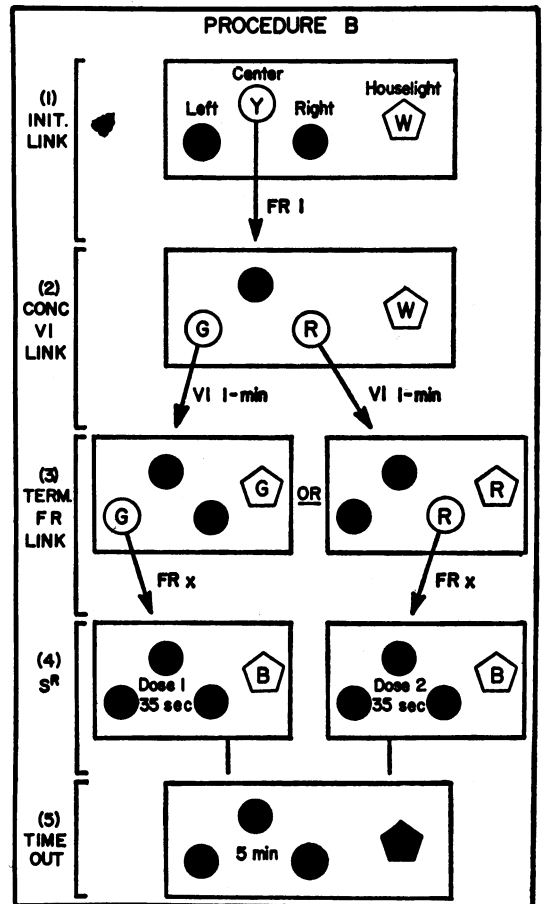 PROCEDURE B
(1)
INIT.
LINK
Center
Left
Y
Right
Houselight
W
FR 1
(2)
CONC
VI
LINK
G
R
W
VI 1-min
VI 1-min
(3)
TERM.
FR
LINK
G
G
OR
R
R
FR x
FR x
(4)
SR
Dose 1
35 sec
B
Dose 2
35 sec
B
(5)
TIME
OUT
5 min